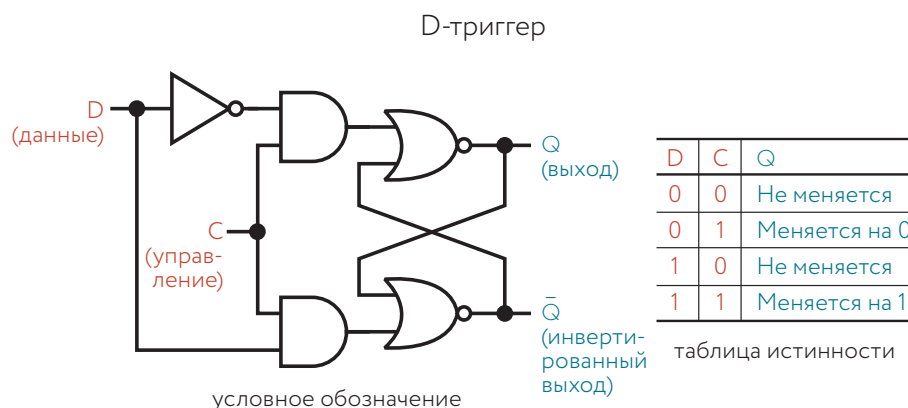 D-триггер
D
(данные)
C
(управ-
ление)
Q
(выход)
Q̄
(инверти-
рованный
выход)
условное обозначение
D C Q
0 0 Не меняется
0 1 Меняется на 0
1 0 Не меняется
1 1 Меняется на 1
таблица истинности